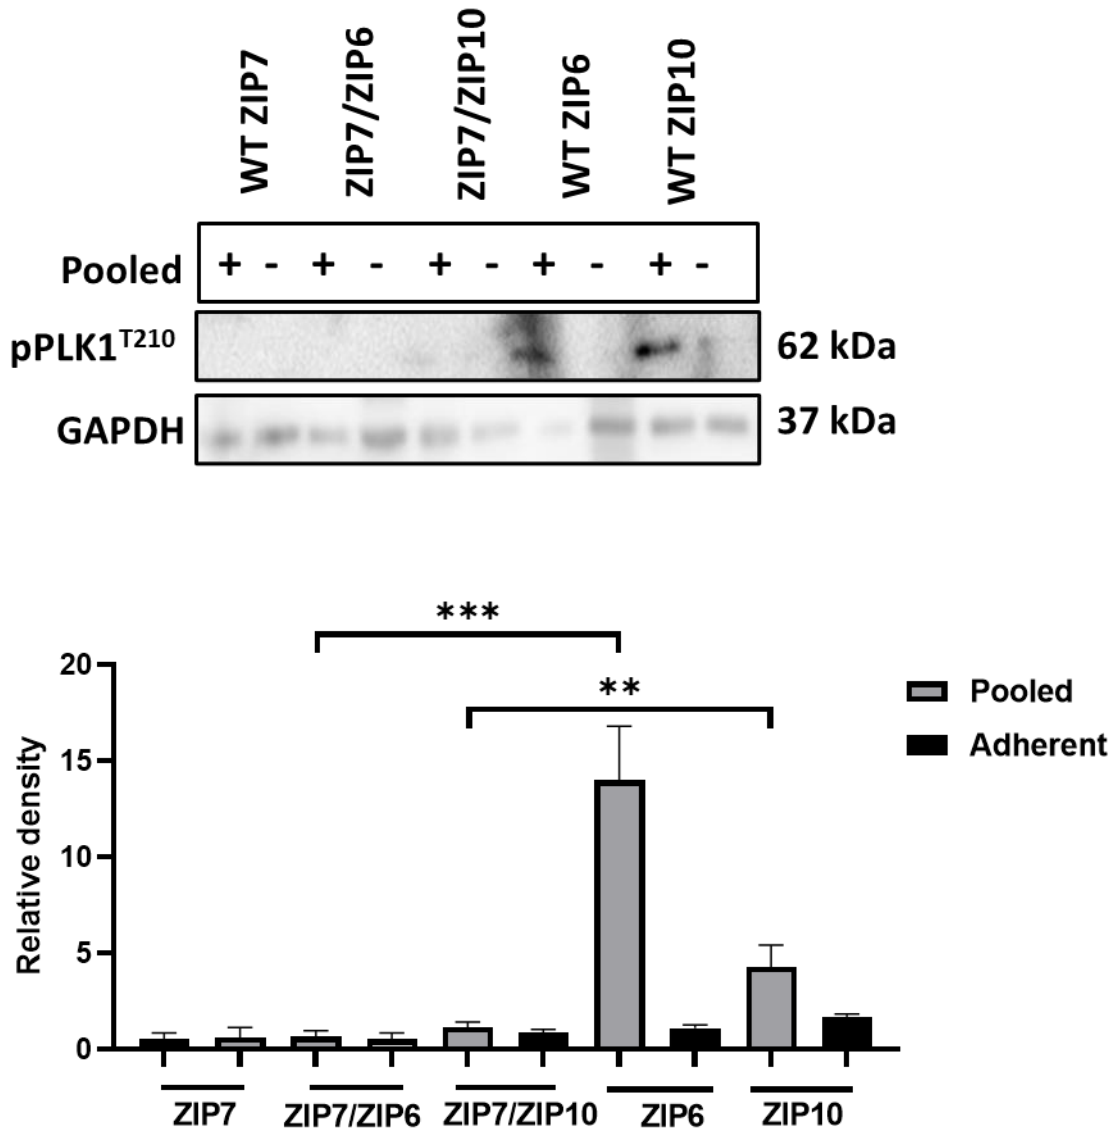 WT ZIP7
ZIP7/ZIP6
ZIP7/ZIP10
WT ZIP6
WT ZIP10
Pooled + - + - + - + - + -
pPLK1T210 62 kDa
GAPDH 37 kDa
***
**
20
15
10
5
0
Relative density
Pooled
Adherent
ZIP7 ZIP7/ZIP6 ZIP7/ZIP10 ZIP6 ZIP10